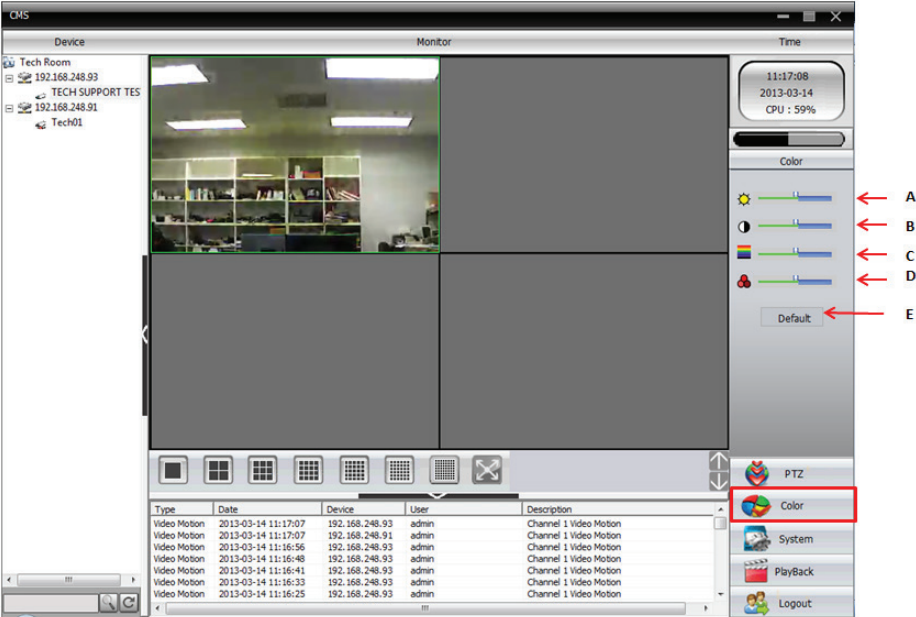 CMS
Device Monitor Time
Tech Room
192.168.248.93
TECH SUPPORT TES
192.168.248.91
Tech01
11:17:08
2013-03-14
CPU : 59%
Color
A
B
C
D
Default
E
PTZ
Color
System
PlayBack
Logout
Type Date Device User Description
Video Motion 2013-03-14 11:17:07 192.168.248.93 admin Channel 1 Video Motion
Video Motion 2013-03-14 11:17:07 192.168.248.91 admin Channel 1 Video Motion
Video Motion 2013-03-14 11:16:56 192.168.248.93 admin Channel 1 Video Motion
Video Motion 2013-03-14 11:16:48 192.168.248.93 admin Channel 1 Video Motion
Video Motion 2013-03-14 11:16:41 192.168.248.93 admin Channel 1 Video Motion
Video Motion 2013-03-14 11:16:33 192.168.248.93 admin Channel 1 Video Motion
Video Motion 2013-03-14 11:16:25 192.168.248.93 admin Channel 1 Video Motion